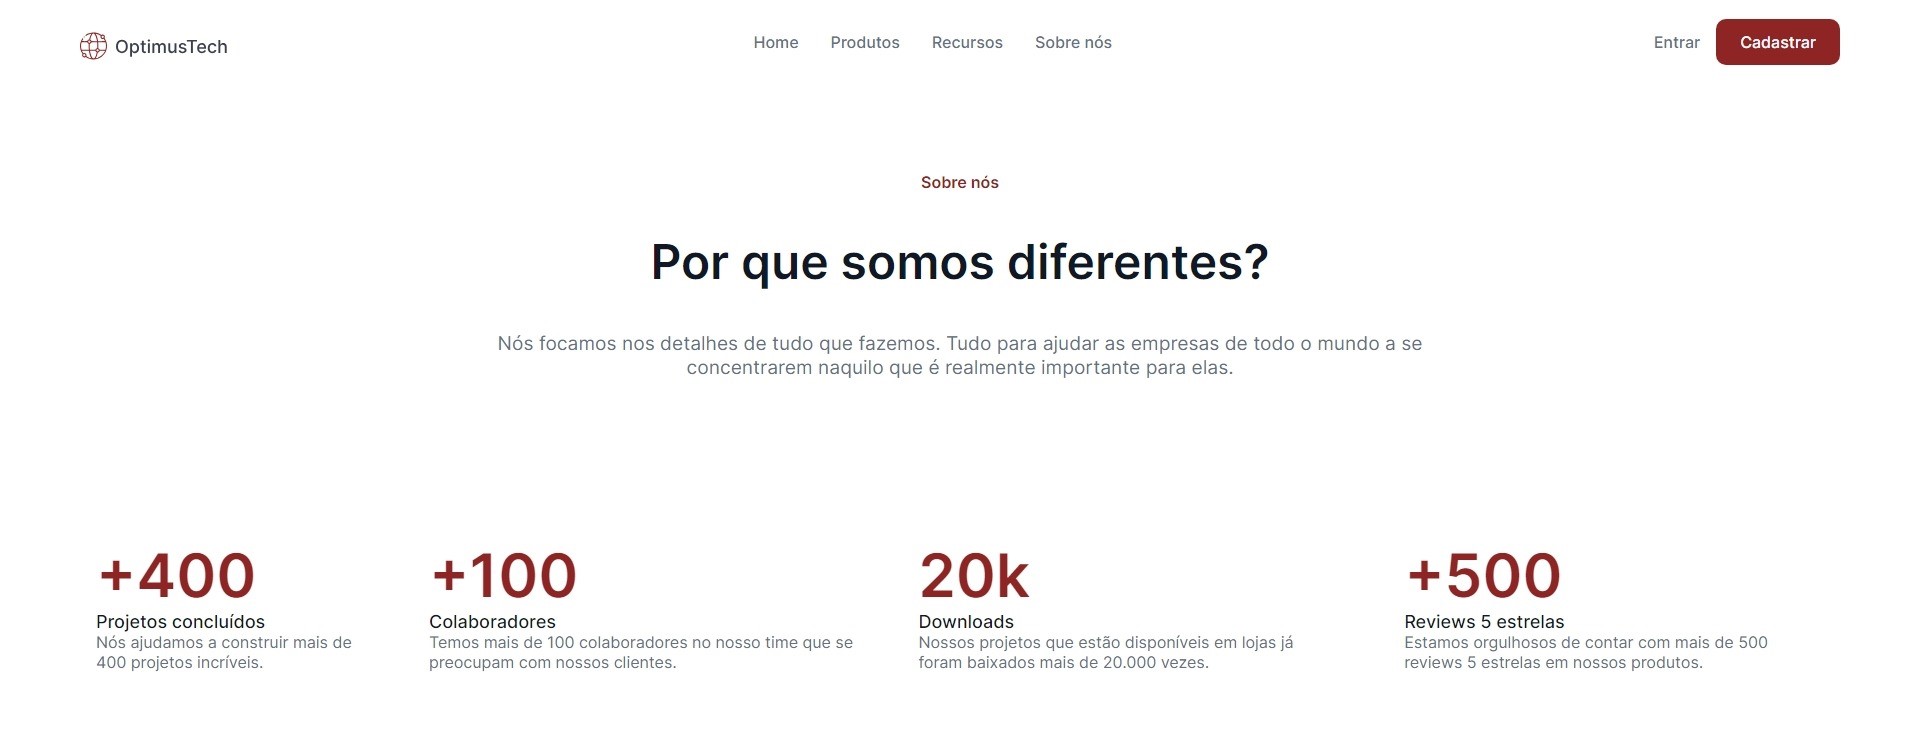 OptimusTech
Home Produtos Recursos Sobre nós
Entrar Cadastrar
Sobre nós
Por que somos diferentes?
Nós focamos nos detalhes de tudo que fazemos. Tudo para ajudar as empresas de todo o mundo a se
concentrarem naquilo que é realmente importante para elas.
+400
Projetos concluídos
Nós ajudamos a construir mais de
400 projetos incríveis.
+100
Colaboradores
Temos mais de 100 colaboradores no nosso time que se
preocupam com nossos clientes.
20k
Downloads
Nossos projetos que estão disponíveis em lojas já
foram baixados mais de 20.000 vezes.
+500
Reviews 5 estrelas
Estamos orgulhosos de contar com mais de 500
reviews 5 estrelas em nossos produtos.